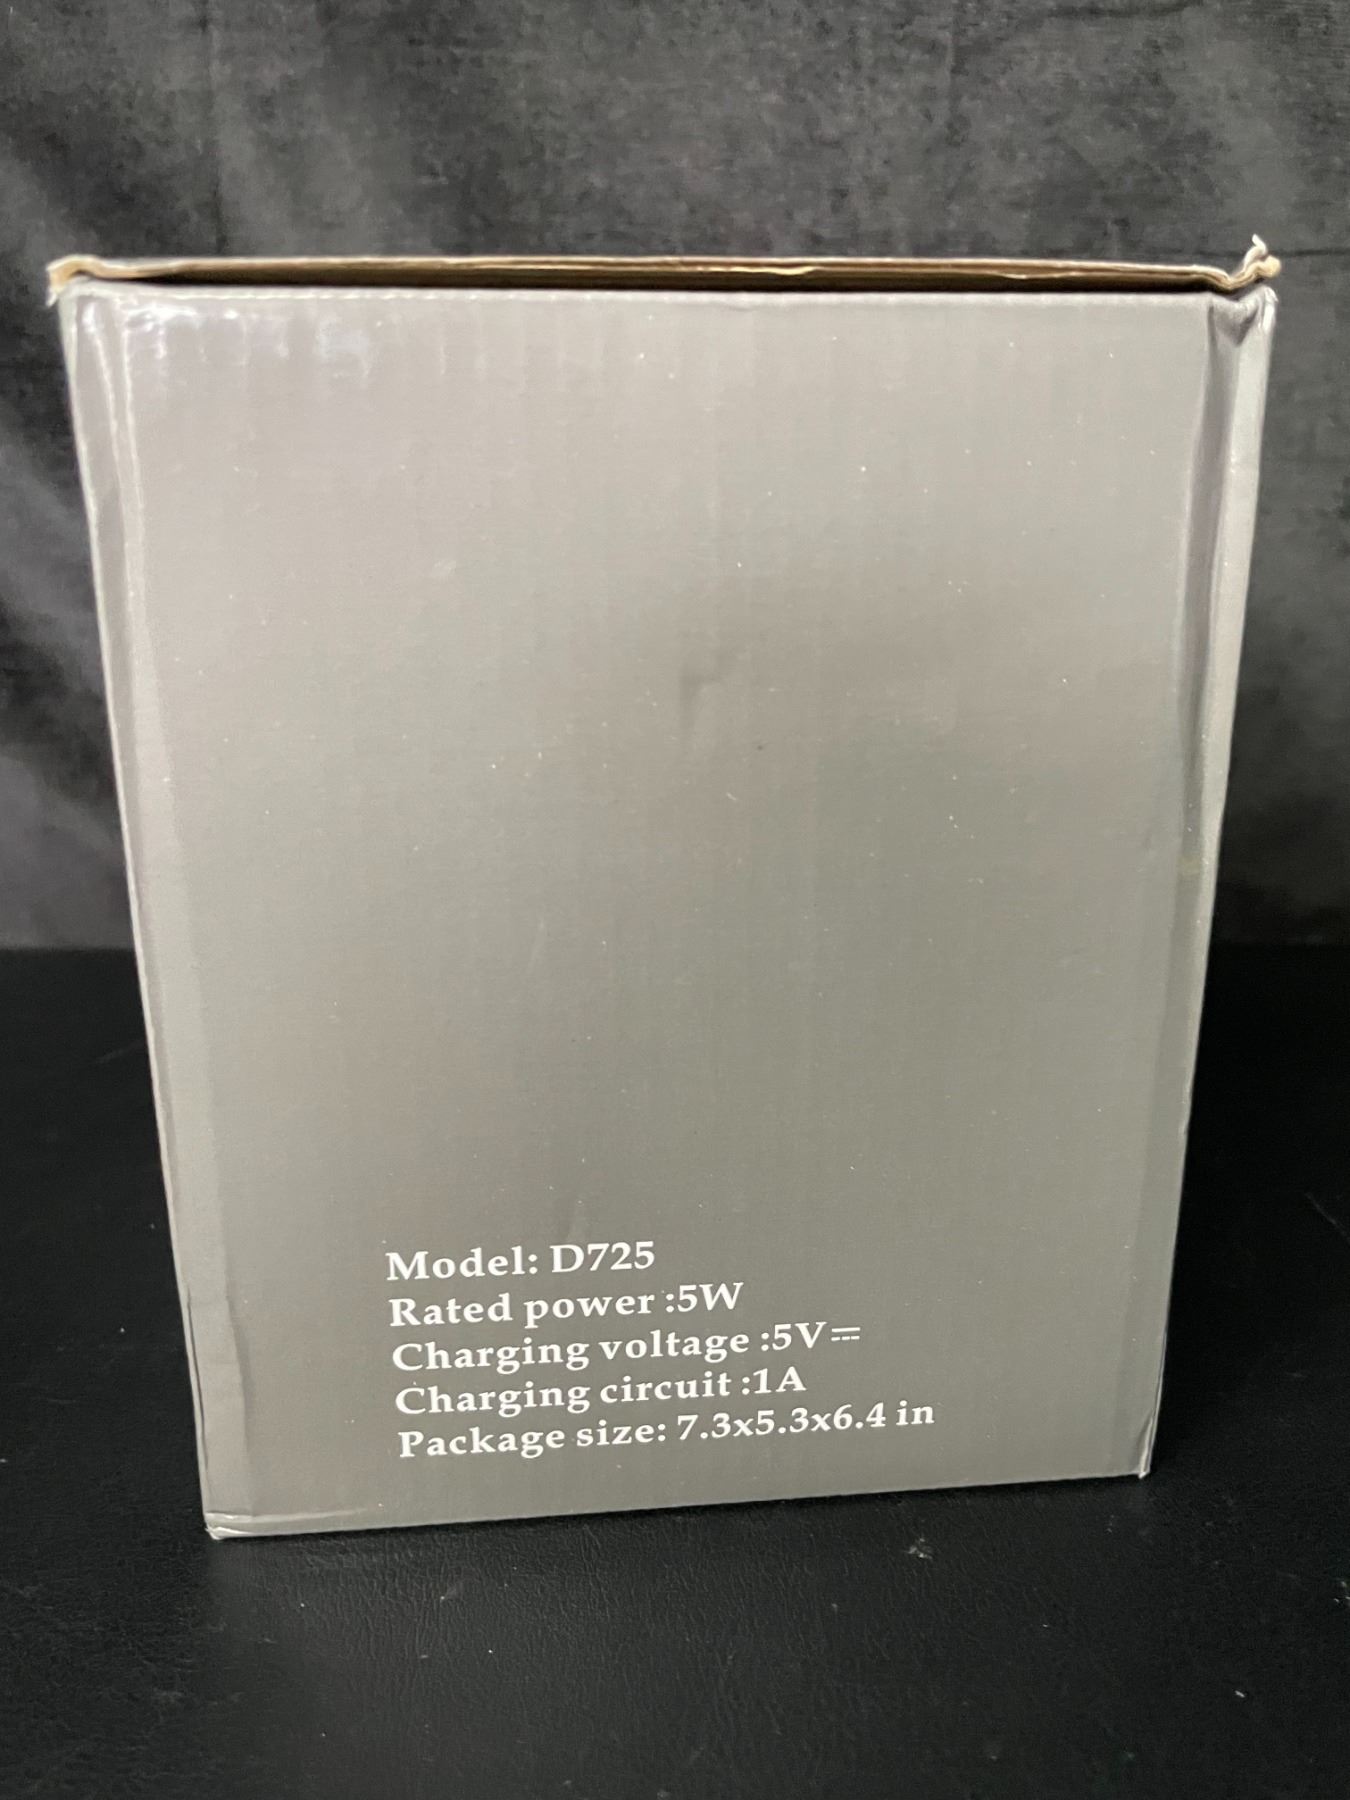 Model: D725
Rated power :5W
Charging voltage :5V⎓
Charging circuit :1A
Package size: 7.3x5.3x6.4 in